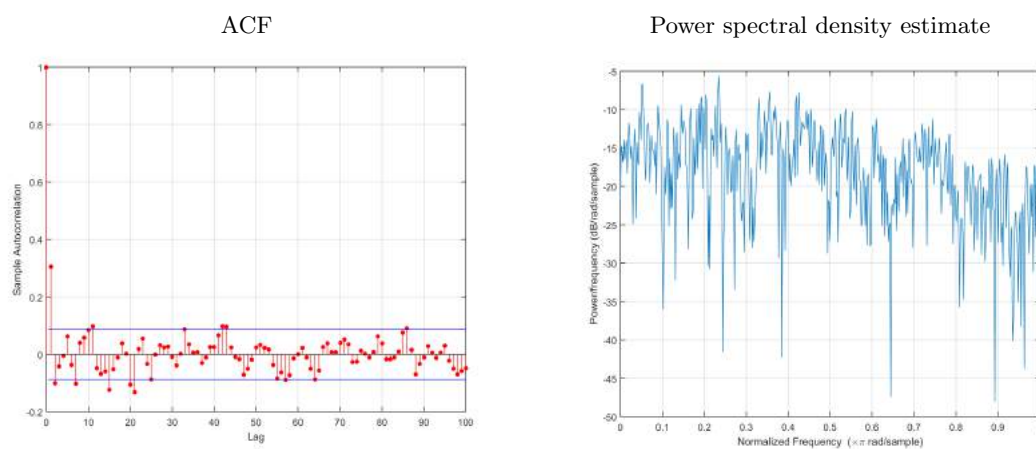 ACF
Power spectral density estimate
1
0.8
0.6
0.4
0.2
0
-0.2
0 10 20 30 40 50 60 70 80 90 100
Lag
Sample Autocorrelation
-5
-10
-15
-20
-25
-30
-35
-40
-45
-50
0 0.1 0.2 0.3 0.4 0.5 0.6 0.7 0.8 0.9 1
Normalized Frequency (×π rad/sample)
Power/frequency (dB/rad/sample)